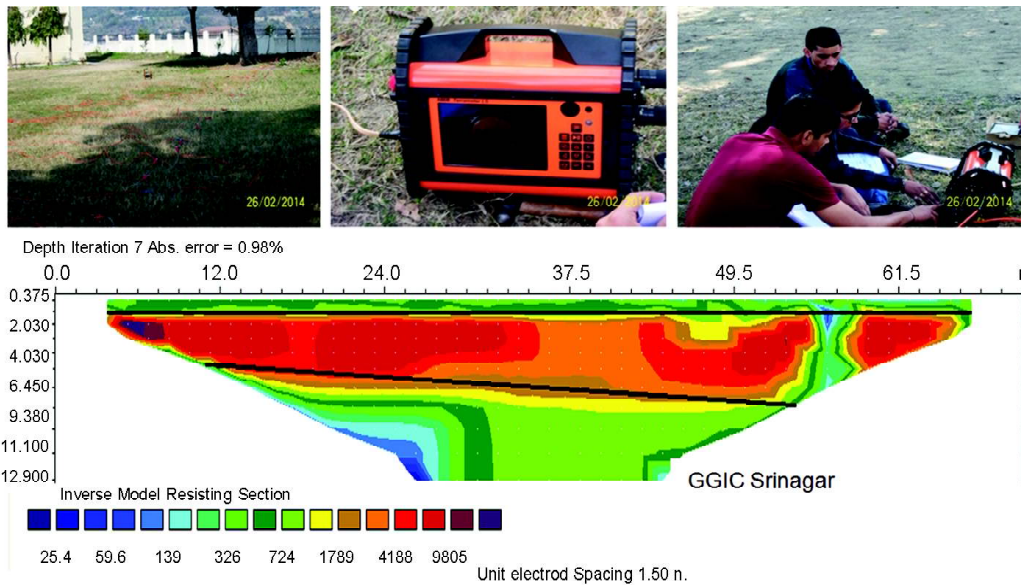 26/02/2014
26/02/2014
26/02/2014
Depth Iteration 7 Abs. error = 0.98%
0.0 12.0 24.0 37.5 49.5 61.5
0.375
2.030
4.030
6.450
9.380
11.100
12.900
GGIC Srinagar
Inverse Model Resisting Section
25.4 59.6 139 326 724 1789 4188 9805
Unit electrod Spacing 1.50 n.